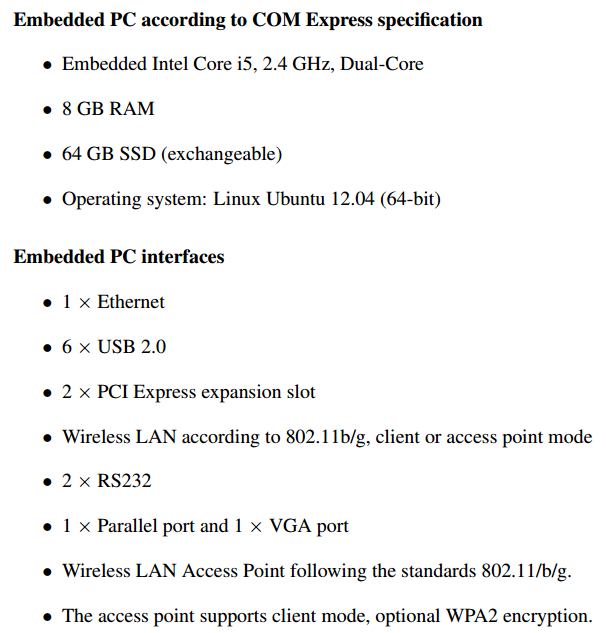 Embedded PC according to COM Express specification
• Embedded Intel Core i5, 2.4 GHz, Dual-Core
• 8 GB RAM
• 64 GB SSD (exchangeable)
• Operating system: Linux Ubuntu 12.04 (64-bit)
Embedded PC interfaces
• 1 × Ethernet
• 6 × USB 2.0
• 2 × PCI Express expansion slot
• Wireless LAN according to 802.11b/g, client or access point mode
• 2 × RS232
• 1 × Parallel port and 1 × VGA port
• Wireless LAN Access Point following the standards 802.11/b/g.
• The access point supports client mode, optional WPA2 encryption.